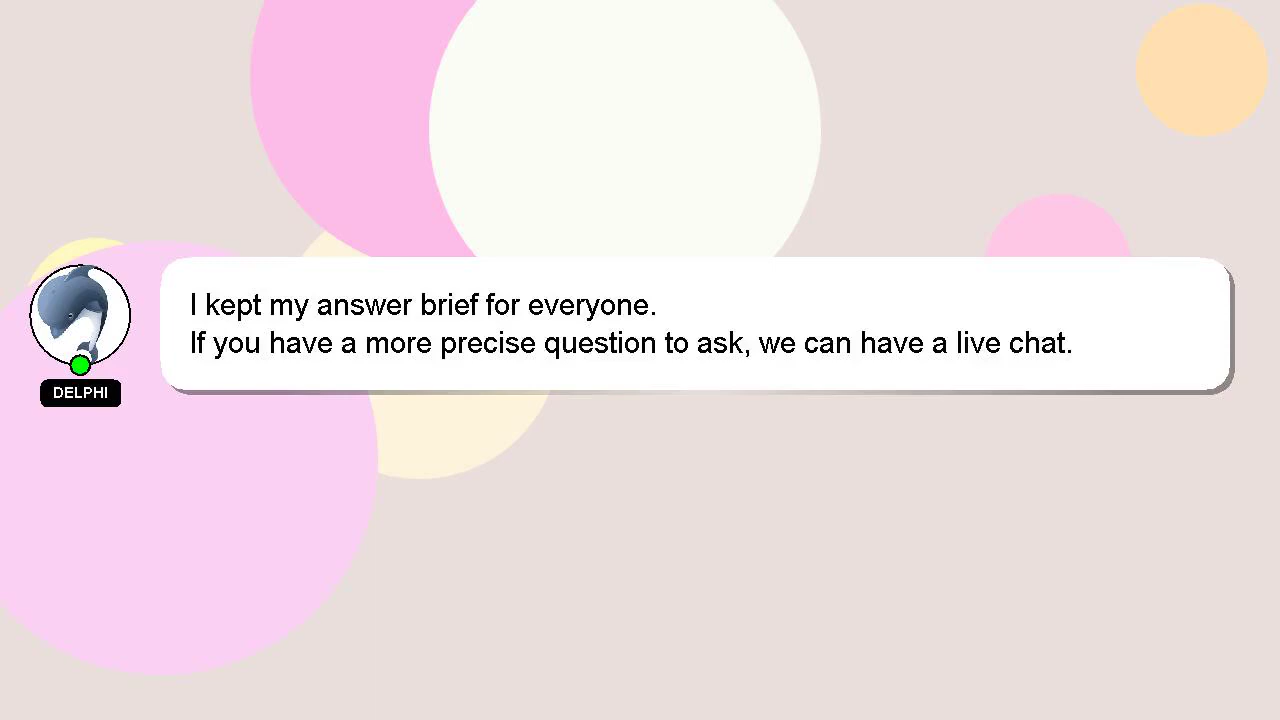 I kept my answer brief for everyone.
If you have a more precise question to ask, we can have a live chat.
DELPHI